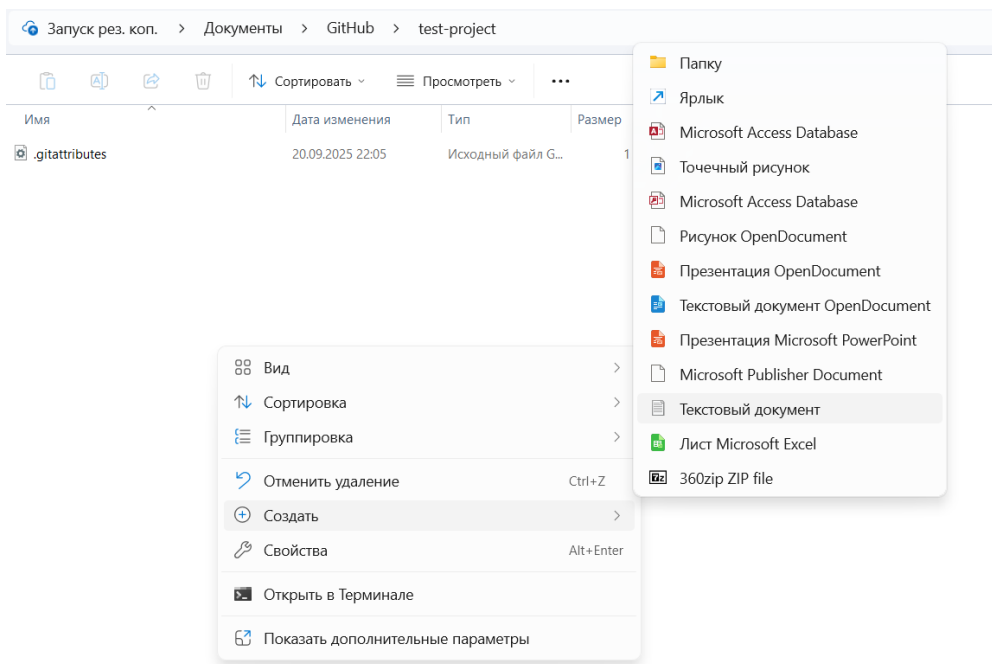 Запуск рез. коп. > Документы > GitHub > test-project
Сортировать Просмотреть ...
Имя Дата изменения Тип Размер
.gitattributes 20.09.2025 22:05 Исходный файл G... 1
Папку
Ярлык
Microsoft Access Database
Точечный рисунок
Microsoft Access Database
Рисунок OpenDocument
Презентация OpenDocument
Текстовый документ OpenDocument
Презентация Microsoft PowerPoint
Microsoft Publisher Document
Текстовый документ
Лист Microsoft Excel
360zip ZIP file
Вид
Сортировка
Группировка
Отменить удаление Ctrl+Z
Создать
Свойства Alt+Enter
Открыть в Терминале
Показать дополнительные параметры